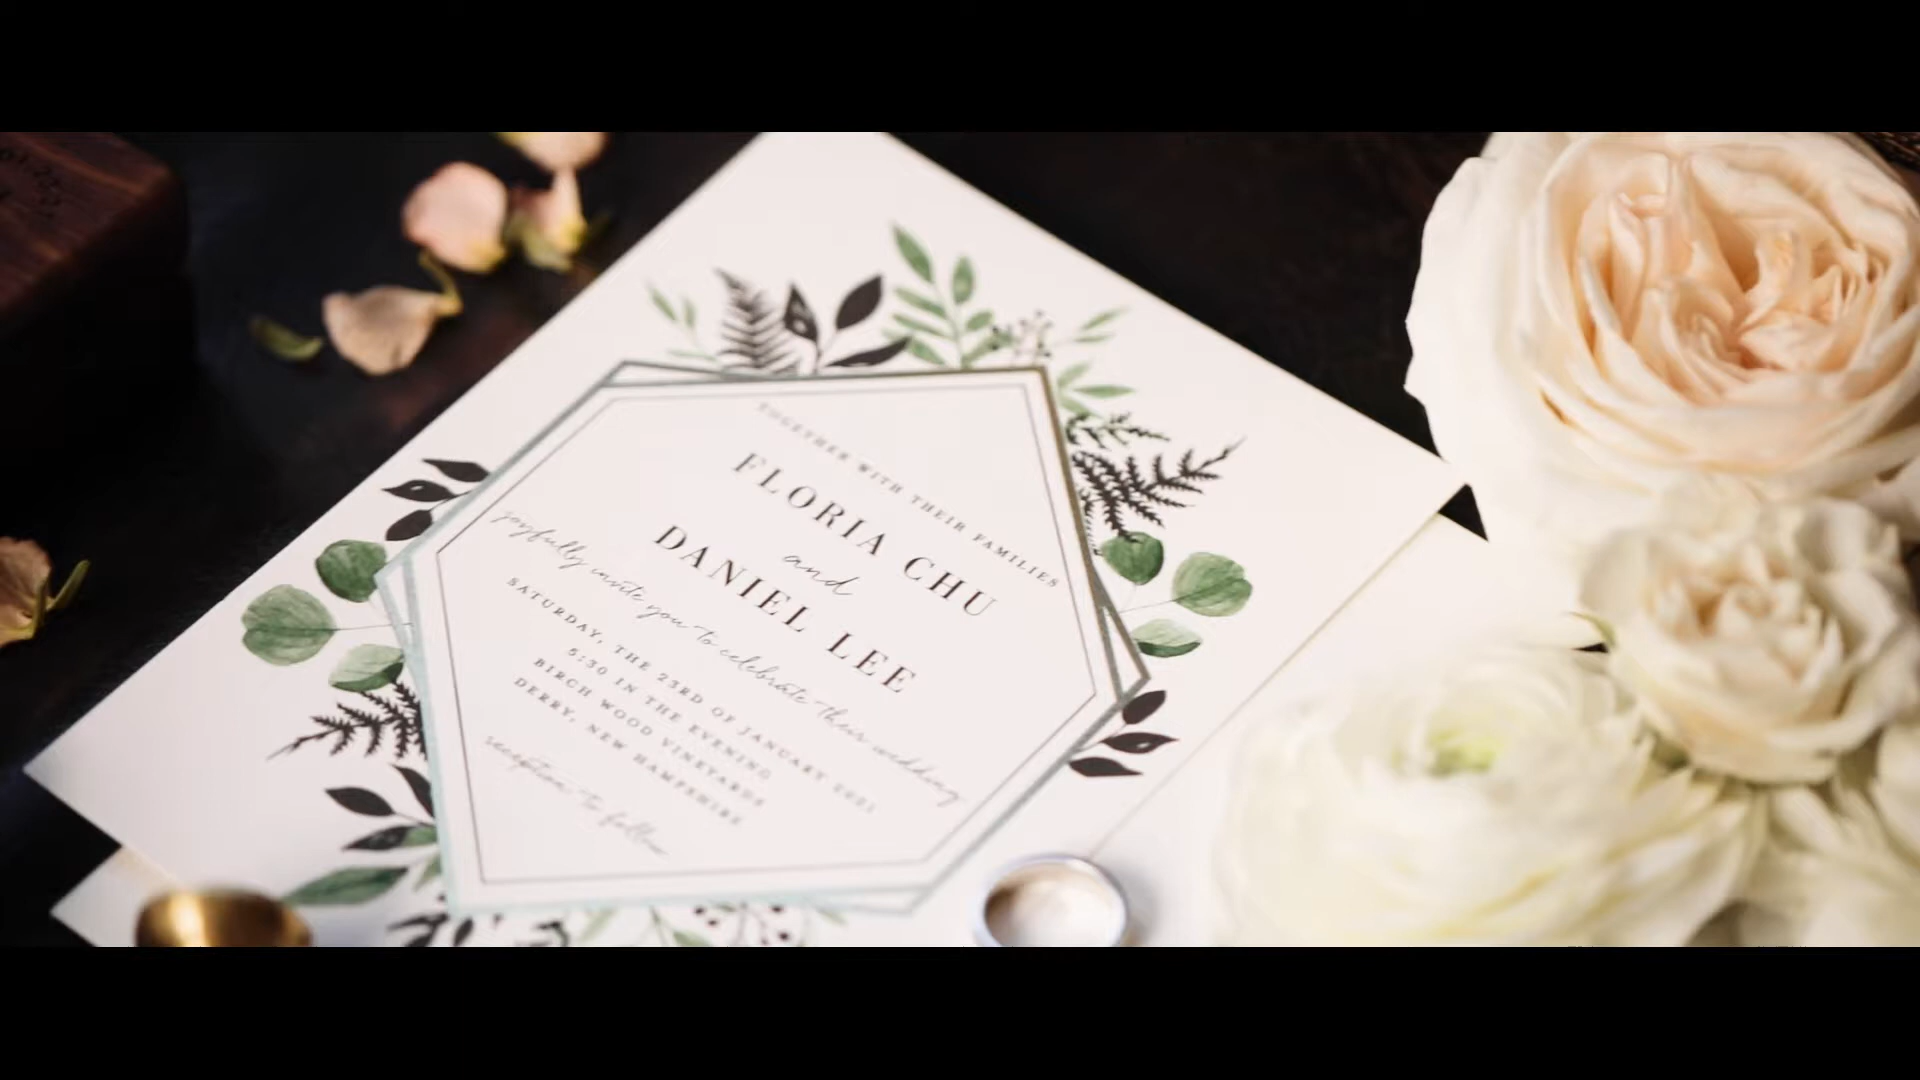 TOGETHER WITH THEIR FAMILIES
FLORIA CHU
and
DANIEL LEE
joyfully invite you to celebrate their wedding
SATURDAY, THE 23RD OF JANUARY 2021
5:30 IN THE EVENING
BIRCH WOOD VINEYARDS
DERRY, NEW HAMPSHIRE
reception to follow